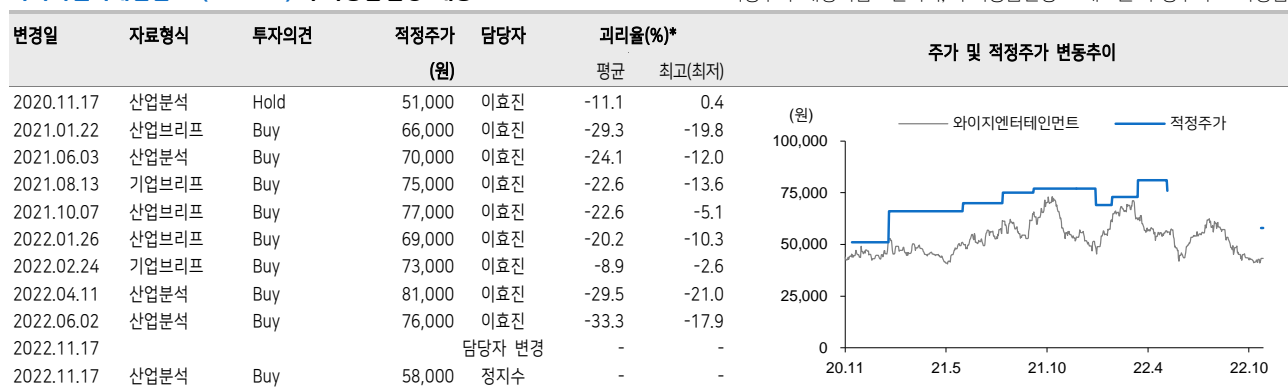 변경일 자료형식 투자의견 적정주가 담당자 괴리율(%)* 주가 및 적정주가 변동추이
(원) 평균 최고(최저)
2020.11.17 산업분석 Hold 51,000 이효진 -11.1 0.4
2021.01.22 산업브리프 Buy 66,000 이효진 -29.3 -19.8
2021.06.03 산업분석 Buy 70,000 이효진 -24.1 -12.0
2021.08.13 기업브리프 Buy 75,000 이효진 -22.6 -13.6
2021.10.07 산업브리프 Buy 77,000 이효진 -22.6 -5.1
2022.01.26 산업브리프 Buy 69,000 이효진 -20.2 -10.3
2022.02.24 기업브리프 Buy 73,000 이효진 -8.9 -2.6
2022.04.11 산업분석 Buy 81,000 이효진 -29.5 -21.0
2022.06.02 산업분석 Buy 76,000 이효진 -33.3 -17.9
2022.11.17 담당자 변경 - -
2022.11.17 산업분석 Buy 58,000 정지수 - -
(원) 와이지엔터테인먼트 적정주가
100,000
75,000
50,000
25,000
0
20.11 21.5 21.10 22.4 22.10